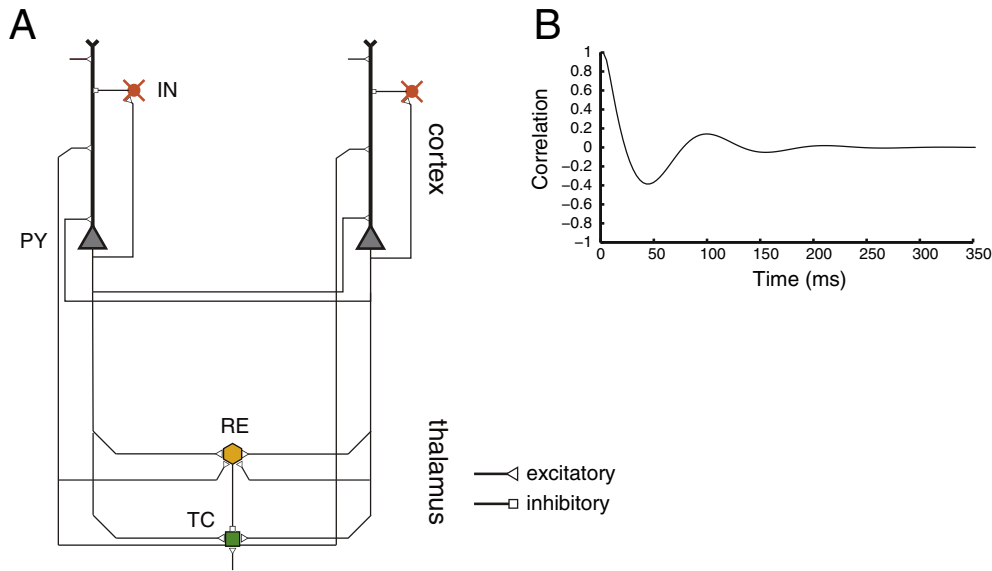 A
IN
PY
cortex
RE
thalamus
TC
excitatory
inhibitory
B
Correlation
1
0.8
0.6
0.4
0.2
0
−0.2
−0.4
−0.6
−0.8
−1
0 50 100 150 200 250 300 350
Time (ms)